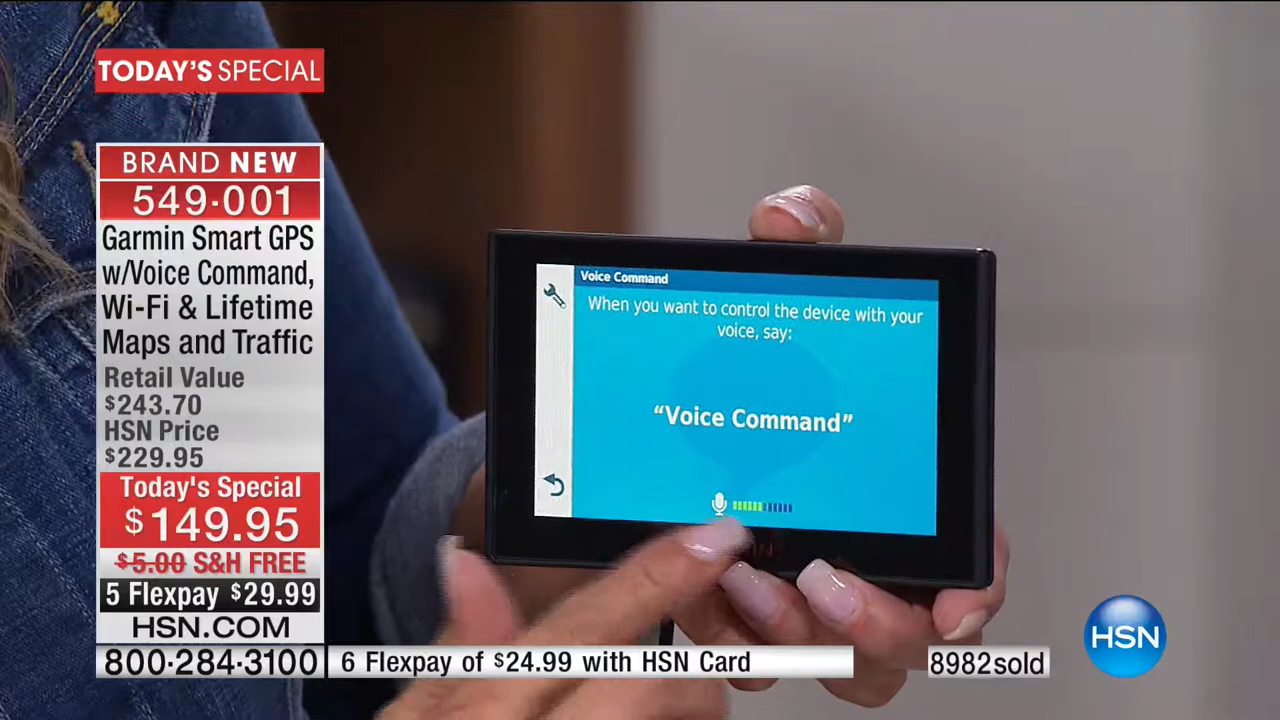 TODAY'S SPECIAL
BRAND NEW
549·001
Garmin Smart GPS
w/Voice Command,
Wi-Fi & Lifetime
Maps and Traffic
Retail Value
$243.70
HSN Price
$229.95
Today's Special
$149.95
$5.00 S&H FREE
5 Flexpay $29.99
HSN.COM
800·284·3100
6 Flexpay of $24.99 with HSN Card
8982sold
HSN
Voice Command
When you want to control the device with your
voice, say:
“Voice Command”